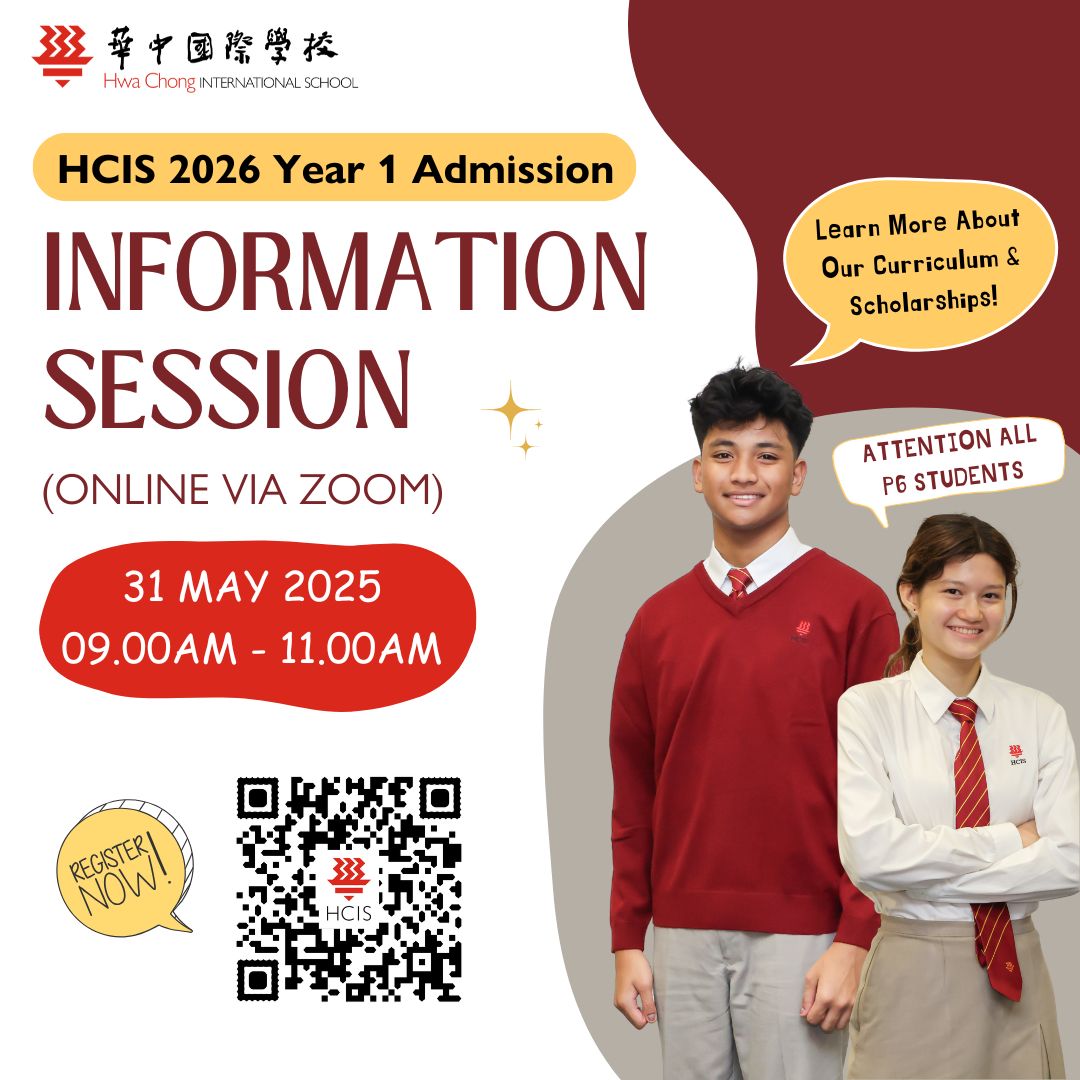 華中國際學校
Hwa Chong INTERNATIONAL SCHOOL
HCIS 2026 Year 1 Admission
INFORMATION
SESSION
(ONLINE VIA ZOOM)
31 MAY 2025
09.00AM - 11.00AM
Learn More About
Our Curriculum &
Scholarships!
ATTENTION ALL
P6 STUDENTS
REGISTER
NOW!
HCIS
HCIS